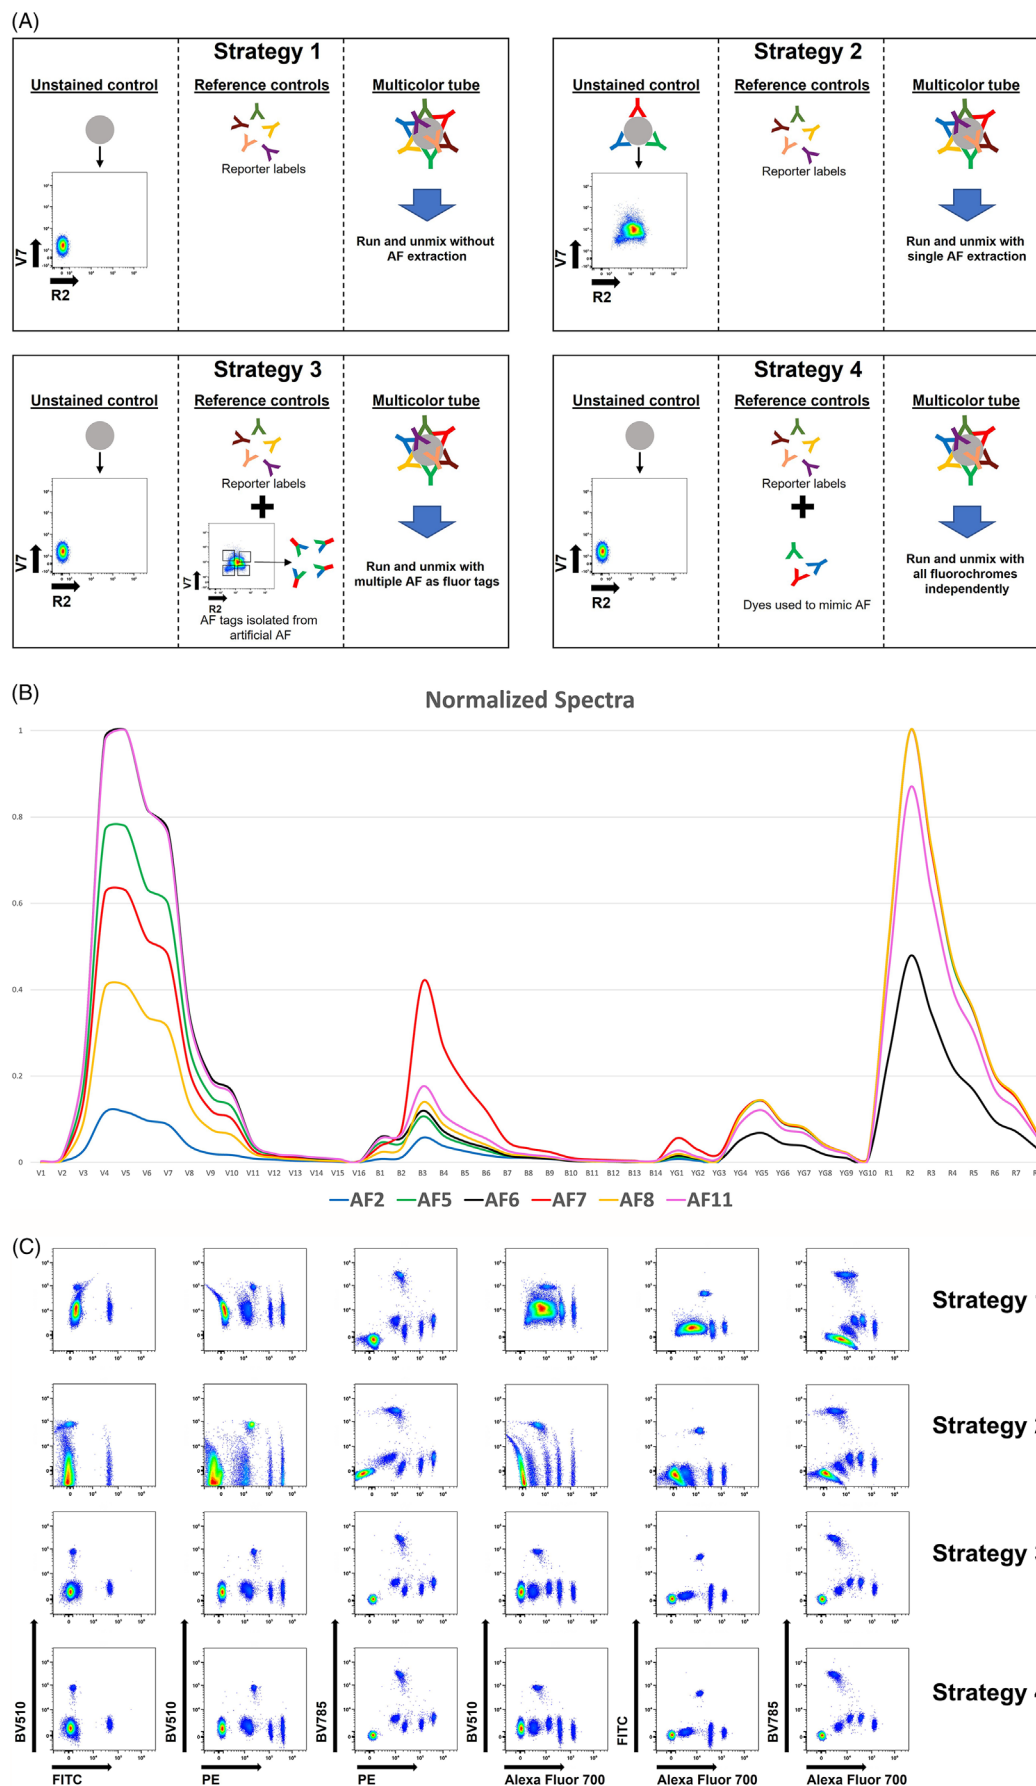 (A)
Strategy 1
Unstained control Reference controls Multicolor tube
Reporter labels
Run and unmix without
AF extraction
V7
R2
Strategy 2
Unstained control Reference controls Multicolor tube
Reporter labels
Run and unmix with
single AF extraction
V7
R2
Strategy 3
Unstained control Reference controls Multicolor tube
Reporter labels
+
V7
R2
V7
R2
AF tags isolated from
artificial AF
Run and unmix with
multiple AF as fluor tags
Strategy 4
Unstained control Reference controls Multicolor tube
Reporter labels
+
V7
R2
Dyes used to mimic AF
Run and unmix with
all fluorochromes
independently
(B)
Normalized Spectra
1
0.8
0.6
0.4
0.2
0
V1 V2 V3 V4 V5 V6 V7 V8 V9 V10 V11 V12 V13 V14 V15 V16 B1 B2 B3 B4 B5 B6 B7 B8 B9 B10 B11 B12 B13 B14 YG1 YG2 YG3 YG4 YG5 YG6 YG7 YG8 YG9 YG10 R1 R2 R3 R4 R5 R6 R7
AF2 AF5 AF6 AF7 AF8 AF11
(C)
Strategy
Strategy
Strategy
Strategy
BV510 BV510 BV785 BV510 FITC BV785
FITC PE PE Alexa Fluor 700 Alexa Fluor 700 Alexa Fluor 700